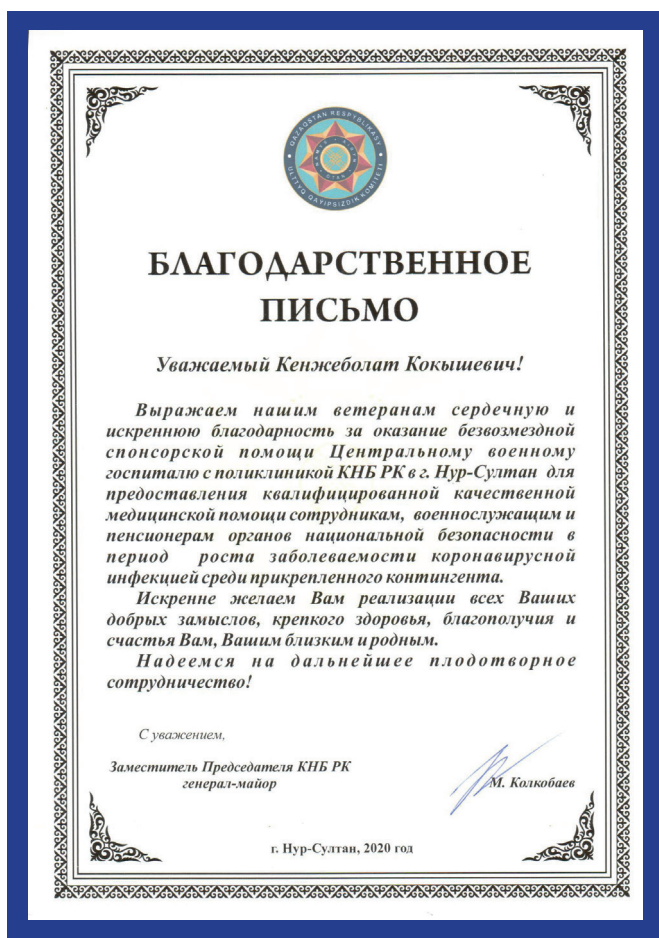 QAZAQSTAN RESPÝBLIKASY
ULTTYQ QAÝIPSIZDIK KOMITETI
БЛАГОДАРСТВЕННОЕ
ПИСЬМО
Уважаемый Кенжеболат Кокышевич!
Выражаем нашим ветеранам сердечную и
искреннюю благодарность за оказание безвозмездной
спонсорской помощи Центральному военному
госпиталю с поликлиникой КНБ РК в г. Нур-Султан для
предоставления квалифицированной качественной
медицинской помощи сотрудникам, военнослужащим и
пенсионерам органов национальной безопасности в
период роста заболеваемости коронавирусной
инфекцией среди прикрепленного контингента.
Искренне желаем Вам реализации всех Ваших
добрых замыслов, крепкого здоровья, благополучия и
счастья Вам, Вашим близким и родным.
Надеемся на дальнейшее плодотворное
сотрудничество!
С уважением,
Заместитель Председателя КНБ РК
генерал-майор
М. Колкобаев
г. Нур-Султан, 2020 год